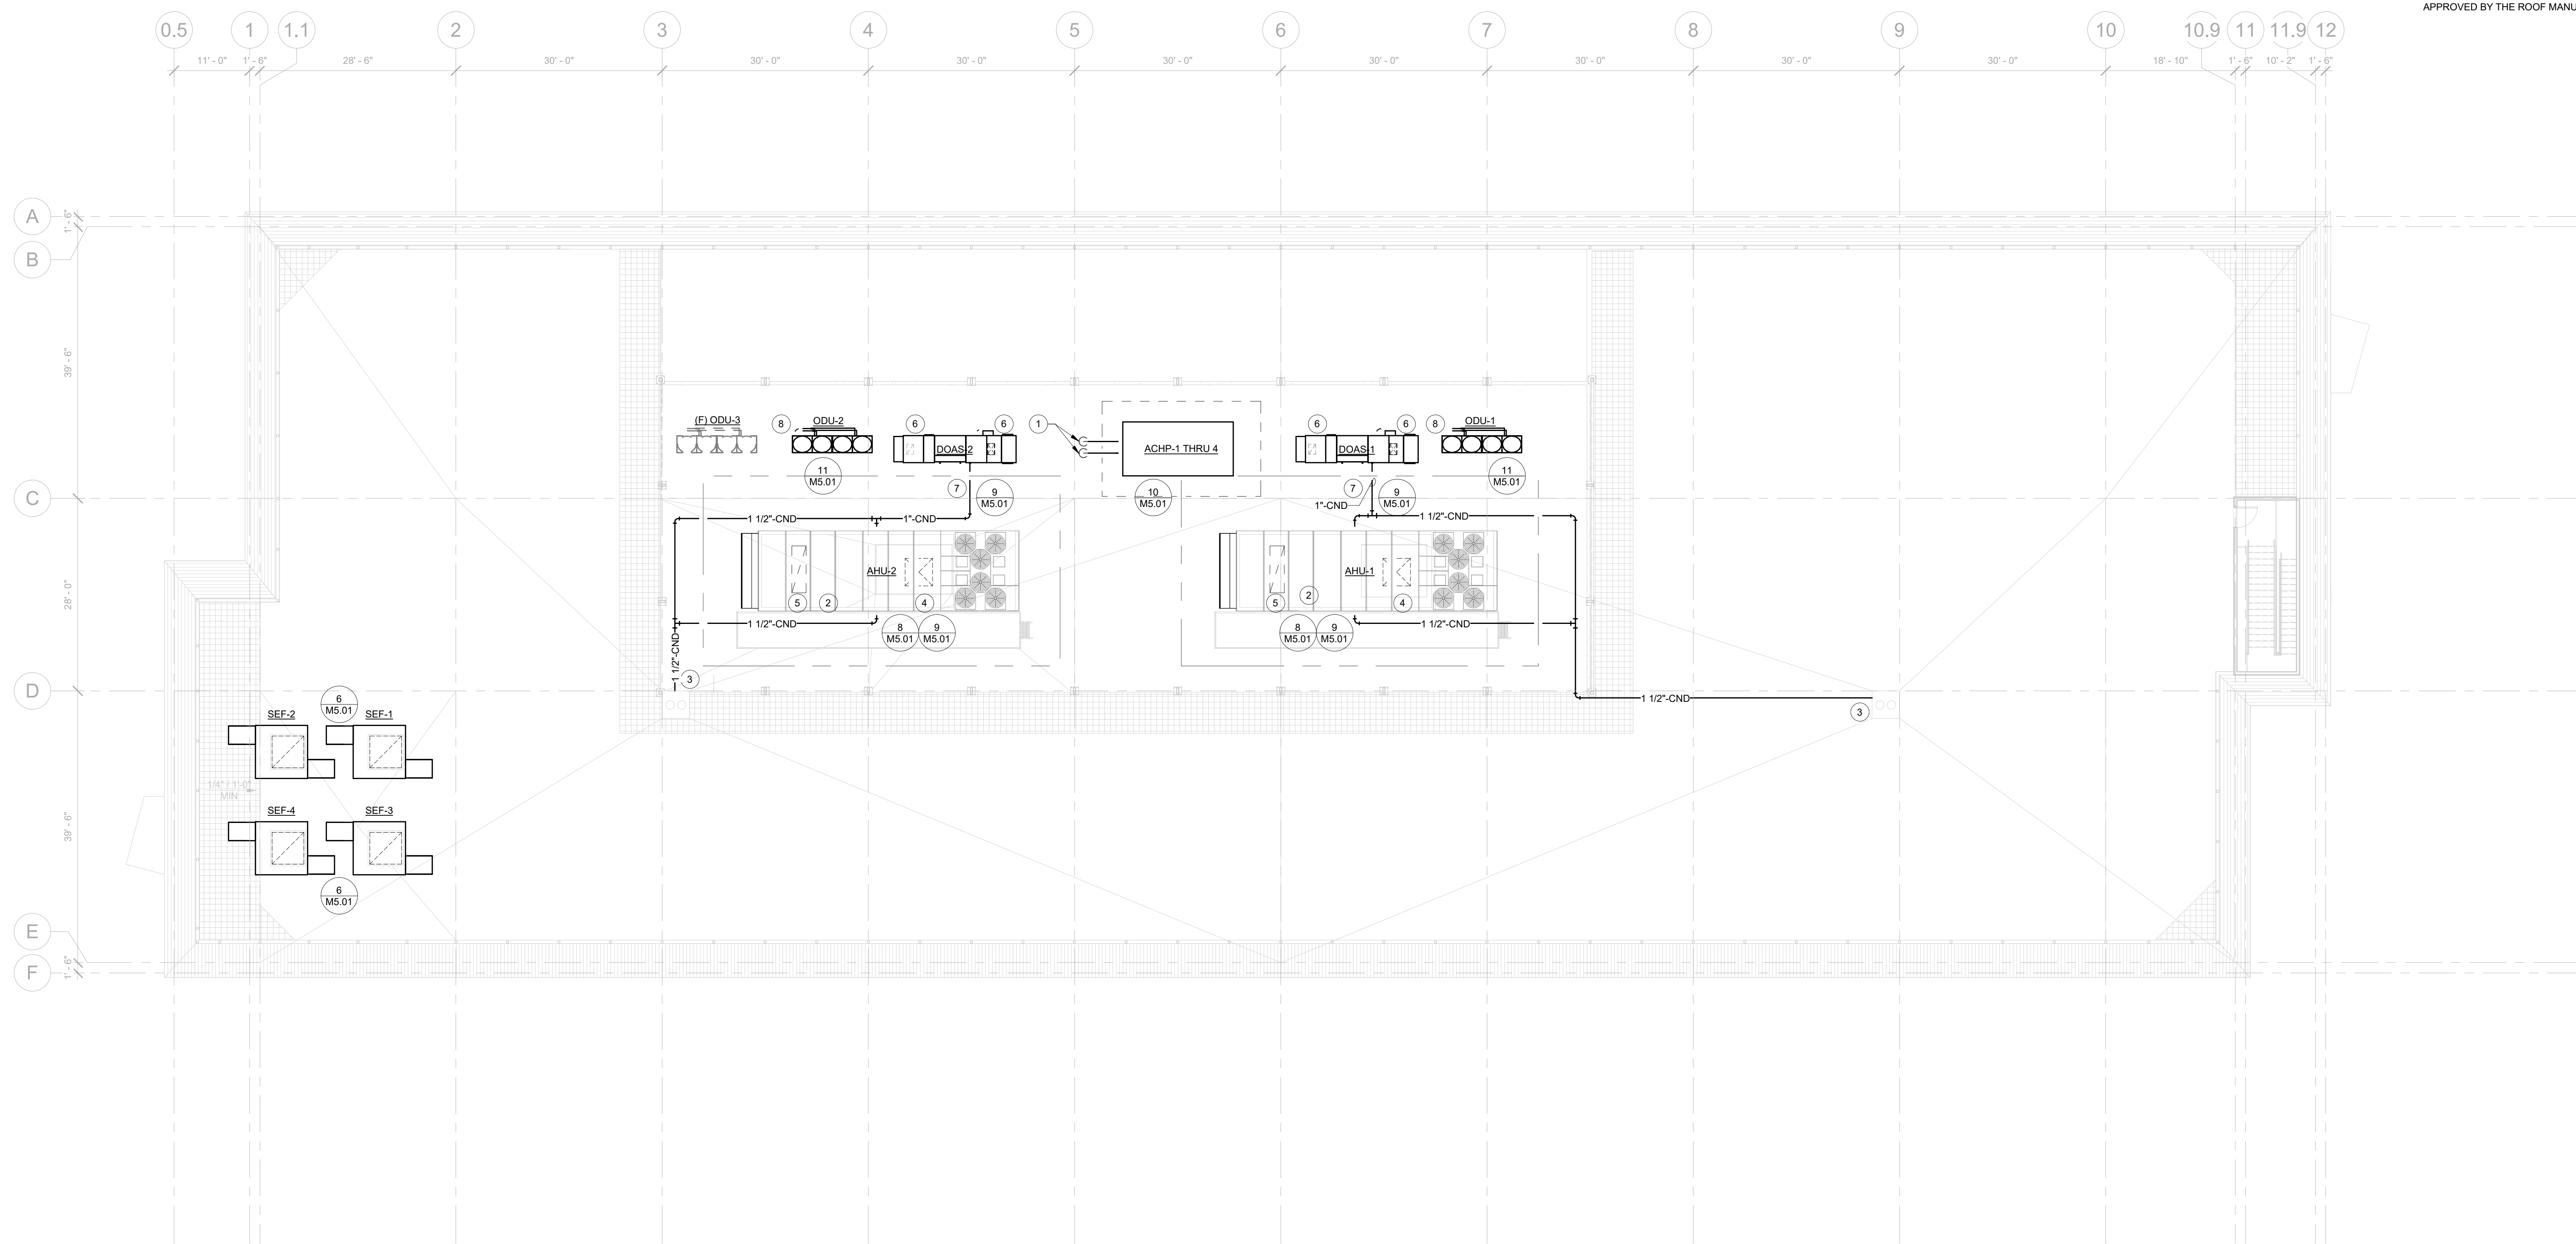 APPROVED BY THE ROOF MANU
0.5 1 1.1 2 3 4 5 6 7 8 9 10 10.9 11 11.9 12
11' - 0" 1' - 6" 28' - 6" 30' - 0" 30' - 0" 30' - 0" 30' - 0" 30' - 0" 30' - 0" 30' - 0" 30' - 0" 18' - 10" 1' - 6" 10' - 2" 1' - 6"
A
1' - 6"
B
39' - 6"
(F) ODU-3
8
ODU-2
6
6
1
6
6
8
ODU-1
DOAS-2
ACHP-1 THRU 4
DOAS-1
11
M5.01
11
M5.01
7
9
M5.01
10
M5.01
7
9
M5.01
C
1"-CND
1 1/2"-CND
1"-CND
1 1/2"-CND
28' - 0"
AHU-2
AHU-1
5
2
4
5
2
4
1 1/2"-CND
8
M5.01
9
M5.01
8
M5.01
9
M5.01
1 1/2"-CND
1 1/2"-CND
3
D
1 1/2"-CND
3
6
M5.01
SEF-2
SEF-1
1/4" / 1'-0"
MIN
SEF-4
SEF-3
39' - 6"
6
M5.01
E
1' - 6"
F